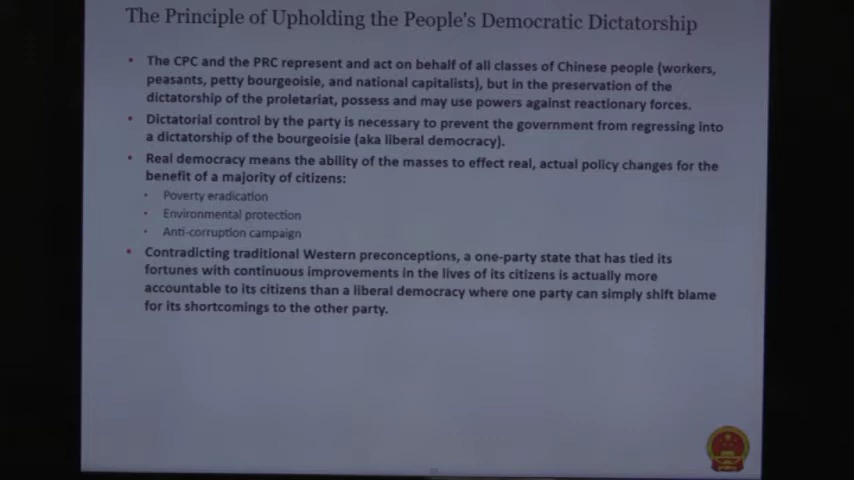 The Principle of Upholding the People's Democratic Dictatorship
• The CPC and the PRC represent and act on behalf of all classes of Chinese people (workers,
peasants, petty bourgeoisie, and national capitalists), but in the preservation of the
dictatorship of the proletariat, possess and may use powers against reactionary forces.
• Dictatorial control by the party is necessary to prevent the government from regressing into
a dictatorship of the bourgeoisie (aka liberal democracy).
• Real democracy means the ability of the masses to effect real, actual policy changes for the
benefit of a majority of citizens:
• Poverty eradication
• Environmental protection
• Anti-corruption campaign
• Contradicting traditional Western preconceptions, a one-party state that has tied its
fortunes with continuous improvements in the lives of its citizens is actually more
accountable to its citizens than a liberal democracy where one party can simply shift blame
for its shortcomings to the other party.